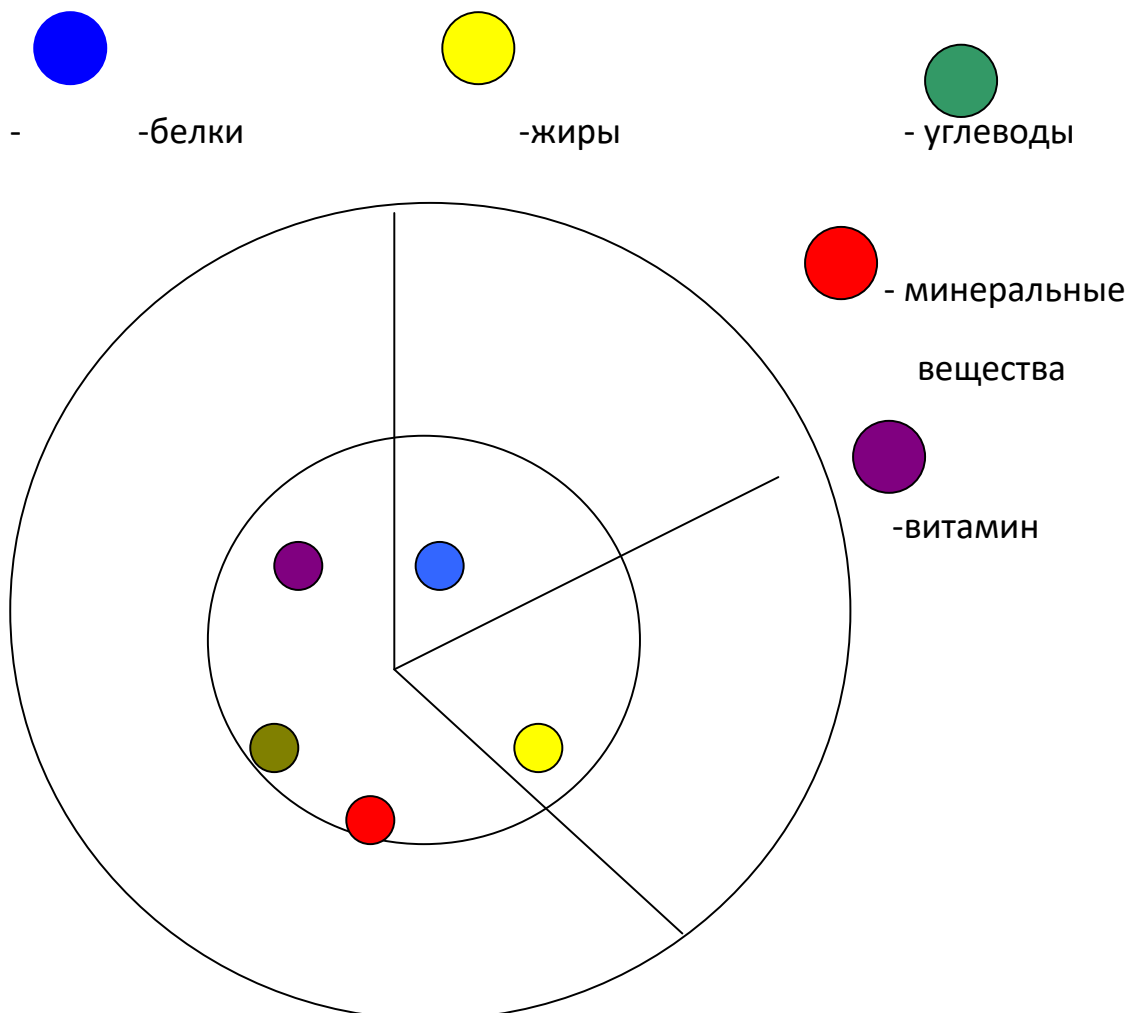 - -белки -жиры - углеводы
- минеральные
вещества
-витамин